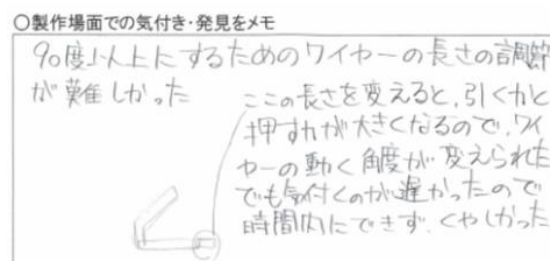 ○製作場面での気付き・発見をメモ
90度以上にするためのワイヤーの長さの調節
が難しかった
ここの長さを変えると、引く力と
押す力が大きくなるので、ワイ
ヤーの動く角度が変えられた
でも気付くのが遅かったので
時間内にできず、くやしかった